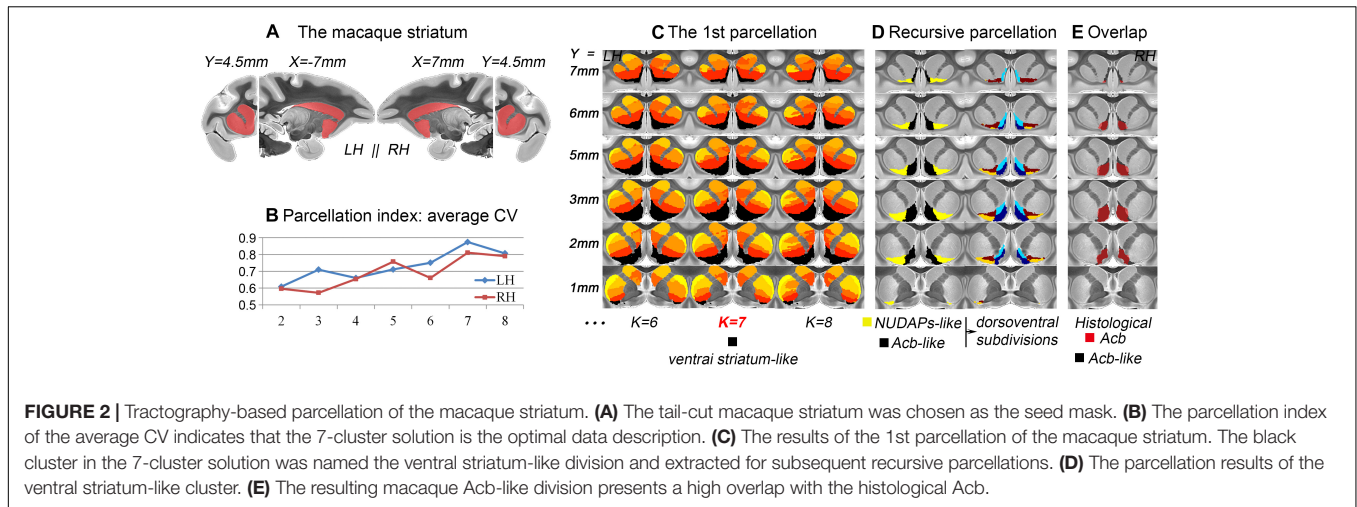 A The macaque striatum
Y=4.5mm X=-7mm X=7mm Y=4.5mm
LH || RH
B Parcellation index: average CV
0.9
0.8
0.7
0.6
0.5
2 3 4 5 6 7 8
LH
RH
C The 1st parcellation
Y = LH
7mm
6mm
5mm
3mm
2mm
1mm
... K=6 K=7 K=8
ventrai striatum-like
D Recursive parcellation
NUDAPs-like
Acb-like
dorsoventral
subdivisions
E Overlap
RH
Histological
Acb
Acb-like
FIGURE 2 | Tractography-based parcellation of the macaque striatum. (A) The tail-cut macaque striatum was chosen as the seed mask. (B) The parcellation index
of the average CV indicates that the 7-cluster solution is the optimal data description. (C) The results of the 1st parcellation of the macaque striatum. The black
cluster in the 7-cluster solution was named the ventral striatum-like division and extracted for subsequent recursive parcellations. (D) The parcellation results of the
ventral striatum-like cluster. (E) The resulting macaque Acb-like division presents a high overlap with the histological Acb.